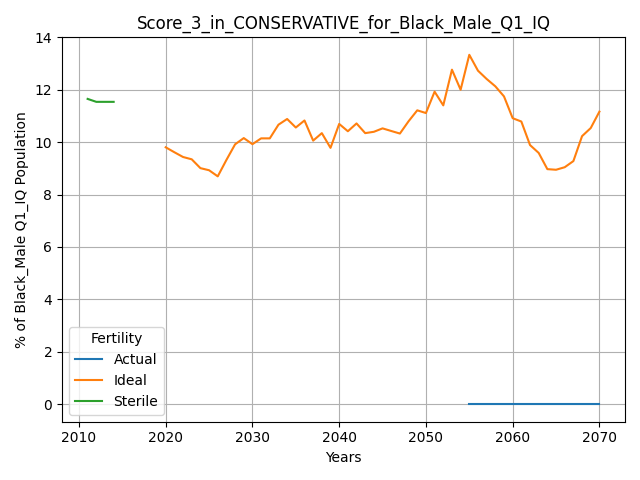 Score_3_in_CONSERVATIVE_for_Black_Male_Q1_IQ
% of Black_Male Q1_IQ Population
14
12
10
8
6
4
2
0
Fertility
Actual
Ideal
Sterile
2010
2020
2030
2040
2050
2060
2070
Years